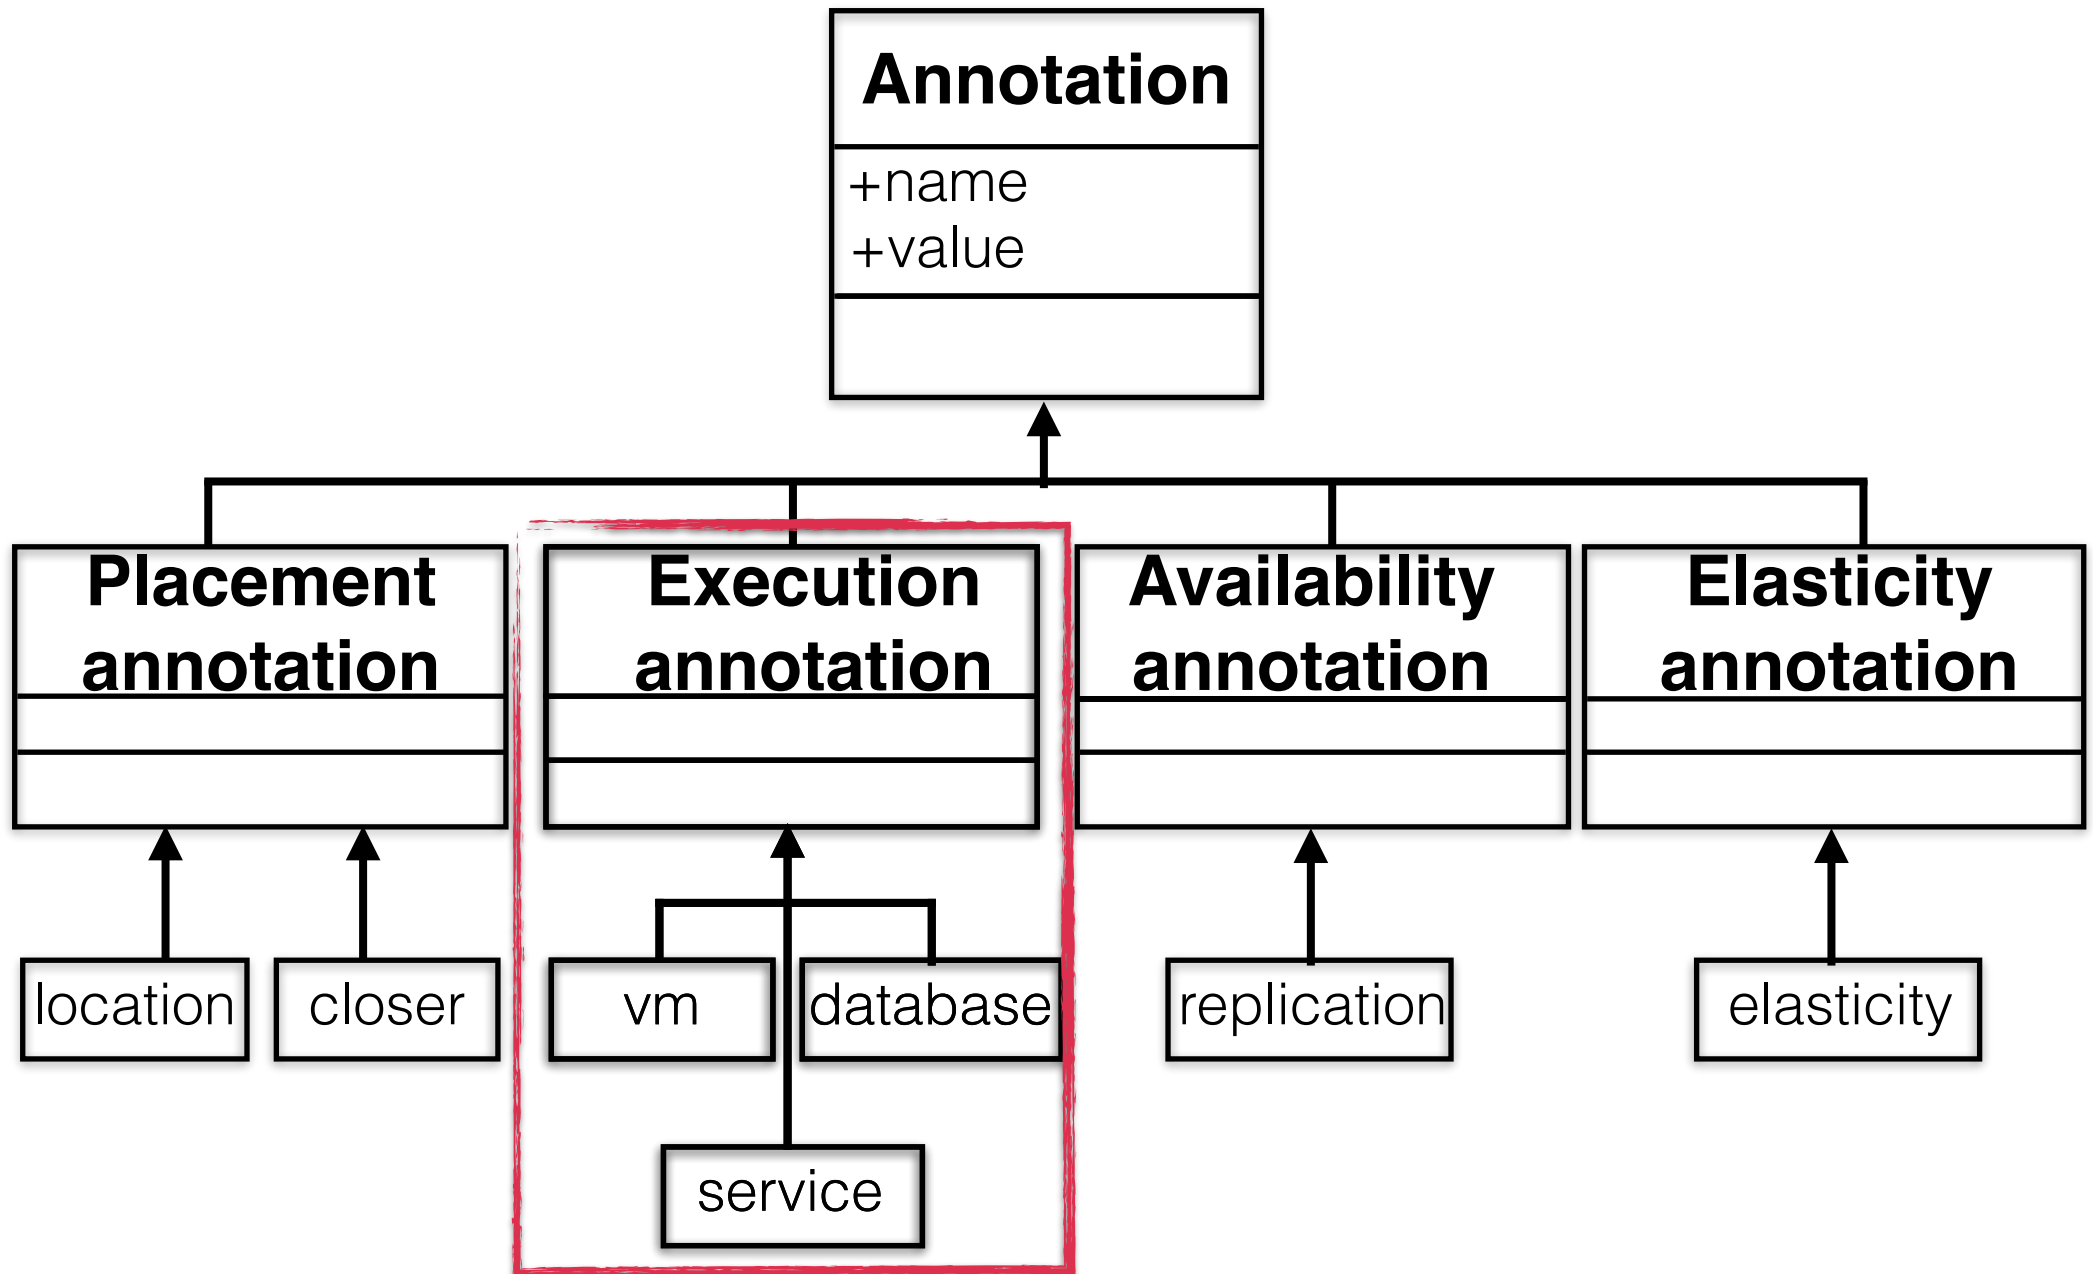 Annotation
+name
+value
Placement
annotation
Execution
annotation
Availability
annotation
Elasticity
annotation
location
closer
vm
database
replication
elasticity
service